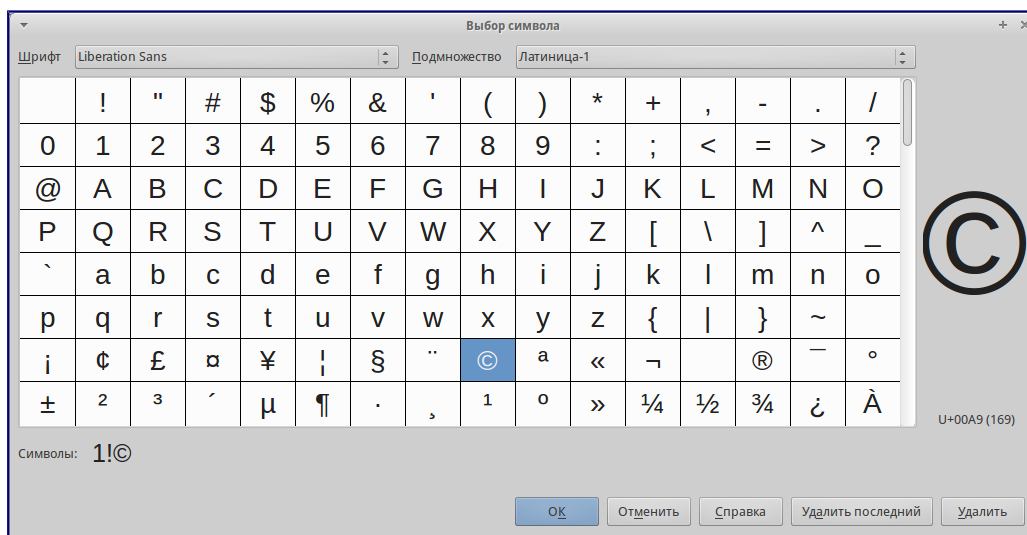 Выбор символа
Шрифт Liberation Sans Подмножество Латиница-1
! " # $ % & ' ( ) * + , - . /
0 1 2 3 4 5 6 7 8 9 : ; < = > ?
@ A B C D E F G H I J K L M N O
P Q R S T U V W X Y Z [ \ ] ^ _
` a b c d e f g h i j k l m n o
p q r s t u v w x y z { | } ~
¡ ¢ £ ¤ ¥ ¦ § ¨ © ª « ¬ ® ¯ °
± ² ³ ´ µ ¶ · ¸ ¹ º » ¼ ½ ¾ ¿ À
©
U+00A9 (169)
Символы: 1!©
ОК Отменить Справка Удалить последний Удалить